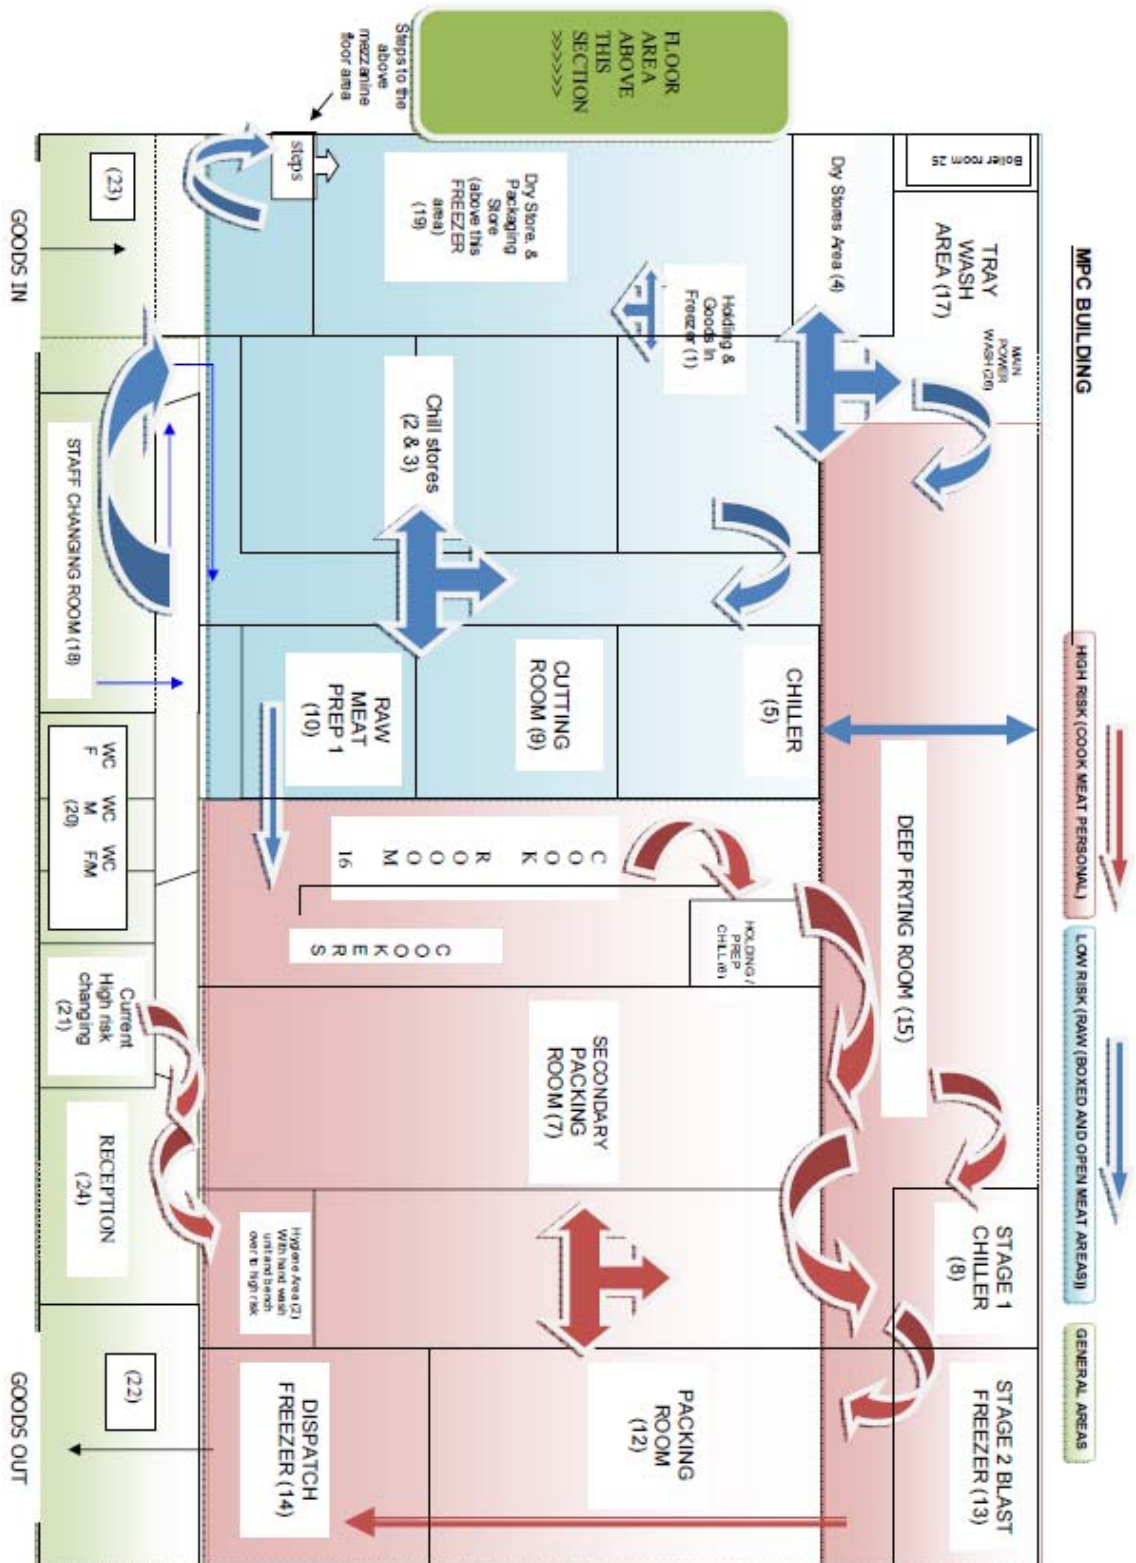 MPC BUILDING
HIGH RISK (COOK MEAT PERSONAL)
LOW RISK (RAW (BOXED AND OPEN MEAT AREAS))
GENERAL AREAS
FLOOR
AREA
ABOVE
THIS
SECTION
>>>>>>
Steps to the
above
mezzanine
floor area
steps
Boiler room 25
TRAY
WASH
AREA (17)
MAIN
POWER
WASH (26)
Dry Stores Area (4)
Dry Store, &
Packaging
Store
(above this
FREEZER
area)
(19)
Holding &
Goods In
Freezer (1)
Chill stores
(2 & 3)
CHILLER
(5)
CUTTING
ROOM (9)
RAW
MEAT
PREP 1
(10)
DEEP FRYING ROOM (15)
C
O
O
K
R
O
O
M
16
C
O
O
K
E
R
S
HOLDING /
PREP
CHILL (6)
SECONDARY
PACKING
ROOM (7)
STAGE 1
CHILLER
(8)
STAGE 2 BLAST
FREEZER (13)
PACKING
ROOM
(12)
DISPATCH
FREEZER (14)
Hygiene Area (2)
With hand wash
unit and bench
over to high risk
(23)
GOODS IN
STAFF CHANGING ROOM (18)
WC WC WC
F M F/M
(20)
Current
High risk
changing
(21)
RECEPTION
(24)
(22)
GOODS OUT